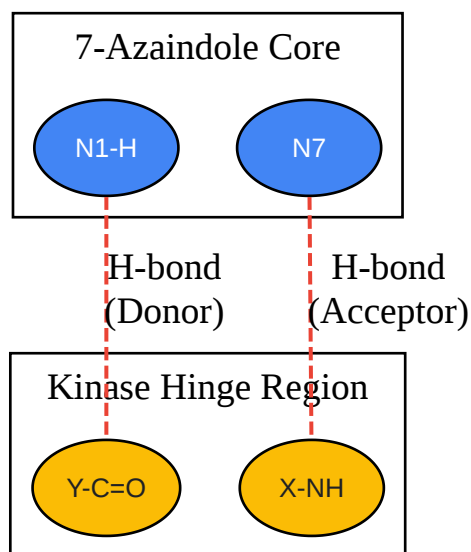 7-Azaindole Core
N1-H
N7
H-bond
(Donor)
H-bond
(Acceptor)
Kinase Hinge Region
Y-C=O
X-NH